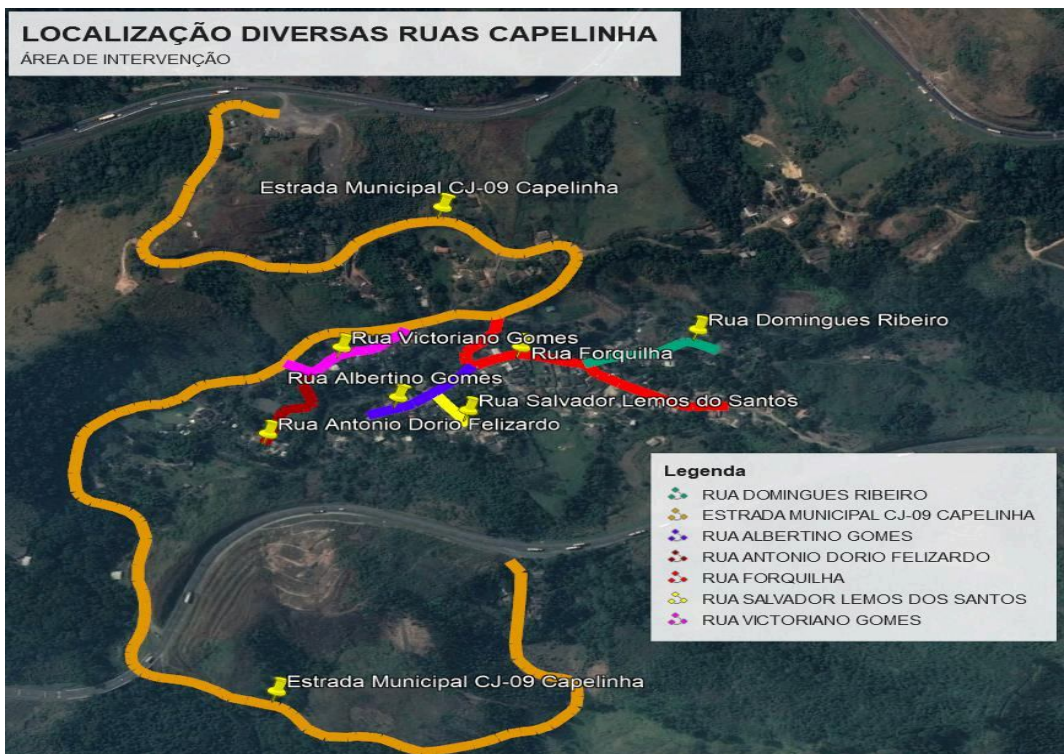 LOCALIZAÇÃO DIVERSAS RUAS CAPELINHA
ÁREA DE INTERVENÇÃO
Estrada Municipal CJ-09 Capelinha
Rua Domingues Ribeiro
Rua Victoriano Gomes
Rua Forquilha
Rua Albertino Gomes
Rua Salvador Lemos do Santos
Rua Antonio Dorio Felizardo
Legenda
RUA DOMINGUES RIBEIRO
ESTRADA MUNICIPAL CJ-09 CAPELINHA
RUA ALBERTINO GOMES
RUA ANTONIO DORIO FELIZARDO
RUA FORQUILHA
RUA SALVADOR LEMOS DOS SANTOS
RUA VICTORIANO GOMES
Estrada Municipal CJ-09 Capelinha